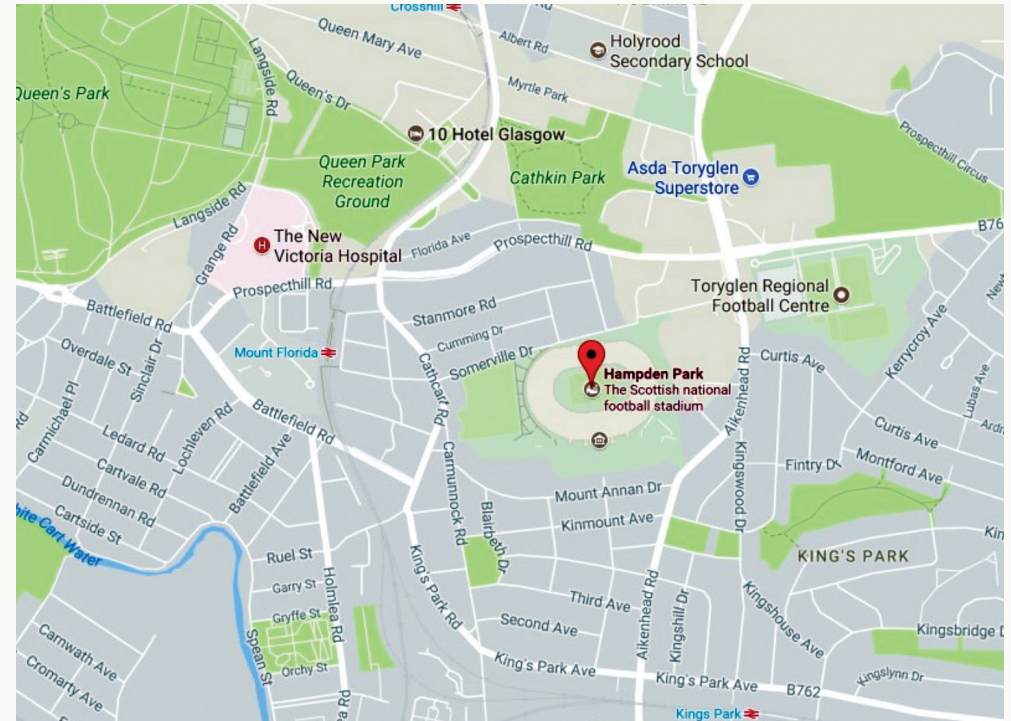 Crosshill
Queen Mary Ave
Albert Rd
Holyrood
Secondary School
Langside Rd
Queen's Dr
Myrtle Park
Queen's Park
10 Hotel Glasgow
Prospecthill Circus
Queen Park
Recreation
Ground
Cathkin Park
Asda Toryglen
Superstore
Langside Rd
Grange Rd
H
The New
Victoria Hospital
Florida Ave
Prospecthill Rd
B76
Prospecthill Rd
Toryglen Regional
Football Centre
Battlefield Rd
Stanmore Rd
Cumming Dr
Somerville Dr
Mount Florida
Overdale St
Sinclair Dr
Cathcart Rd
Hampden Park
The Scottish national
football stadium
Aikenhead Rd
Curtis Ave
Kerrycroy Ave
Lubas Ave
Carmichael Pl
Ledard Rd
Lochleven Rd
Battlefield Rd
Battlefield Ave
Cartvale Rd
Dundrennan Rd
Cartside St
hite Cart Water
Carmunnock Rd
Blairbeth Dr
Mount Annan Dr
Kinmount Ave
Kingswood Dr
Fintry Dr
Curtis Ave
Montford Ave
KING'S PARK
Kin
Ruel St
Garry St
Gryffe St
Orchy St
Spean St
Holmlea Rd
King's Park Rd
Third Ave
Second Ave
Aikenhead Rd
Kingshill Dr
Kingshouse Ave
Kingsbridge D
Kingslynn Dr
Carnwath Ave
Cromarty Ave
King's Park Ave
King's Park Ave
B762
Kings Park